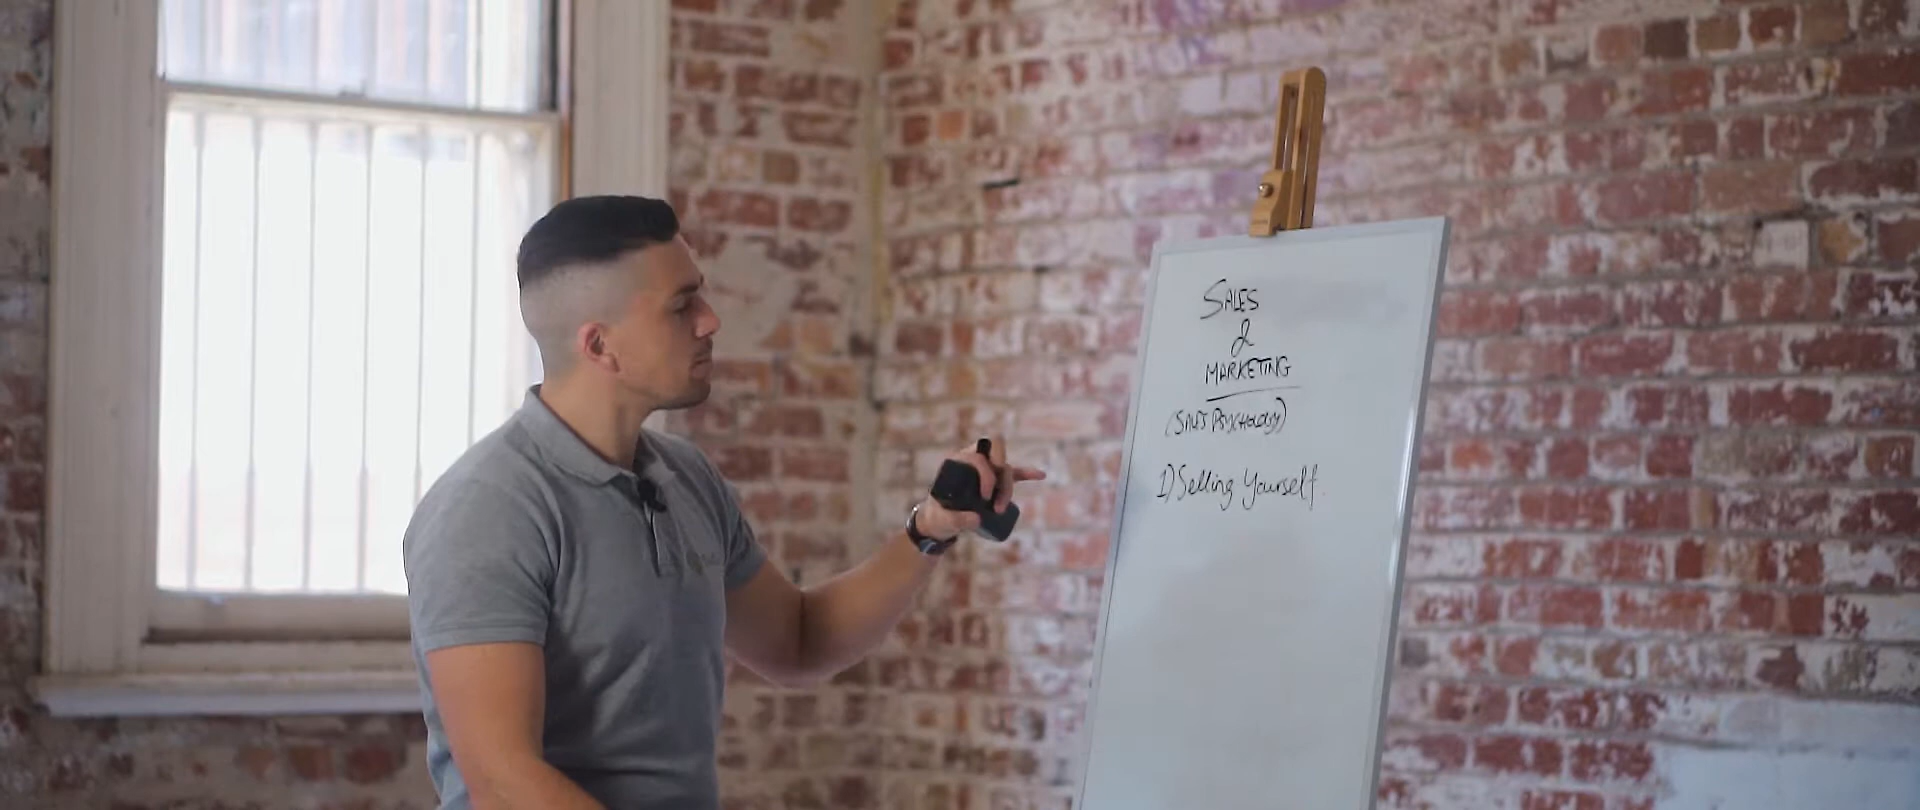 SALES
&
MARKETING
(SALES PSYCHOLOGY)
1) Selling Yourself.